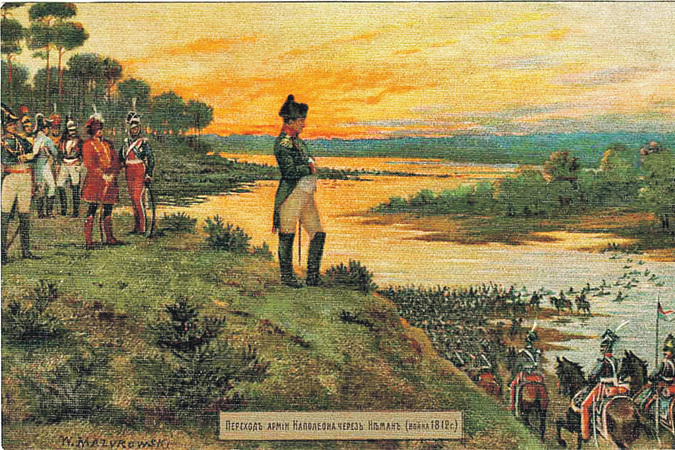 Переходъ армiи Наполеона черезъ Нѣманъ (война 1812 г.)
W. MAZUROWSKI